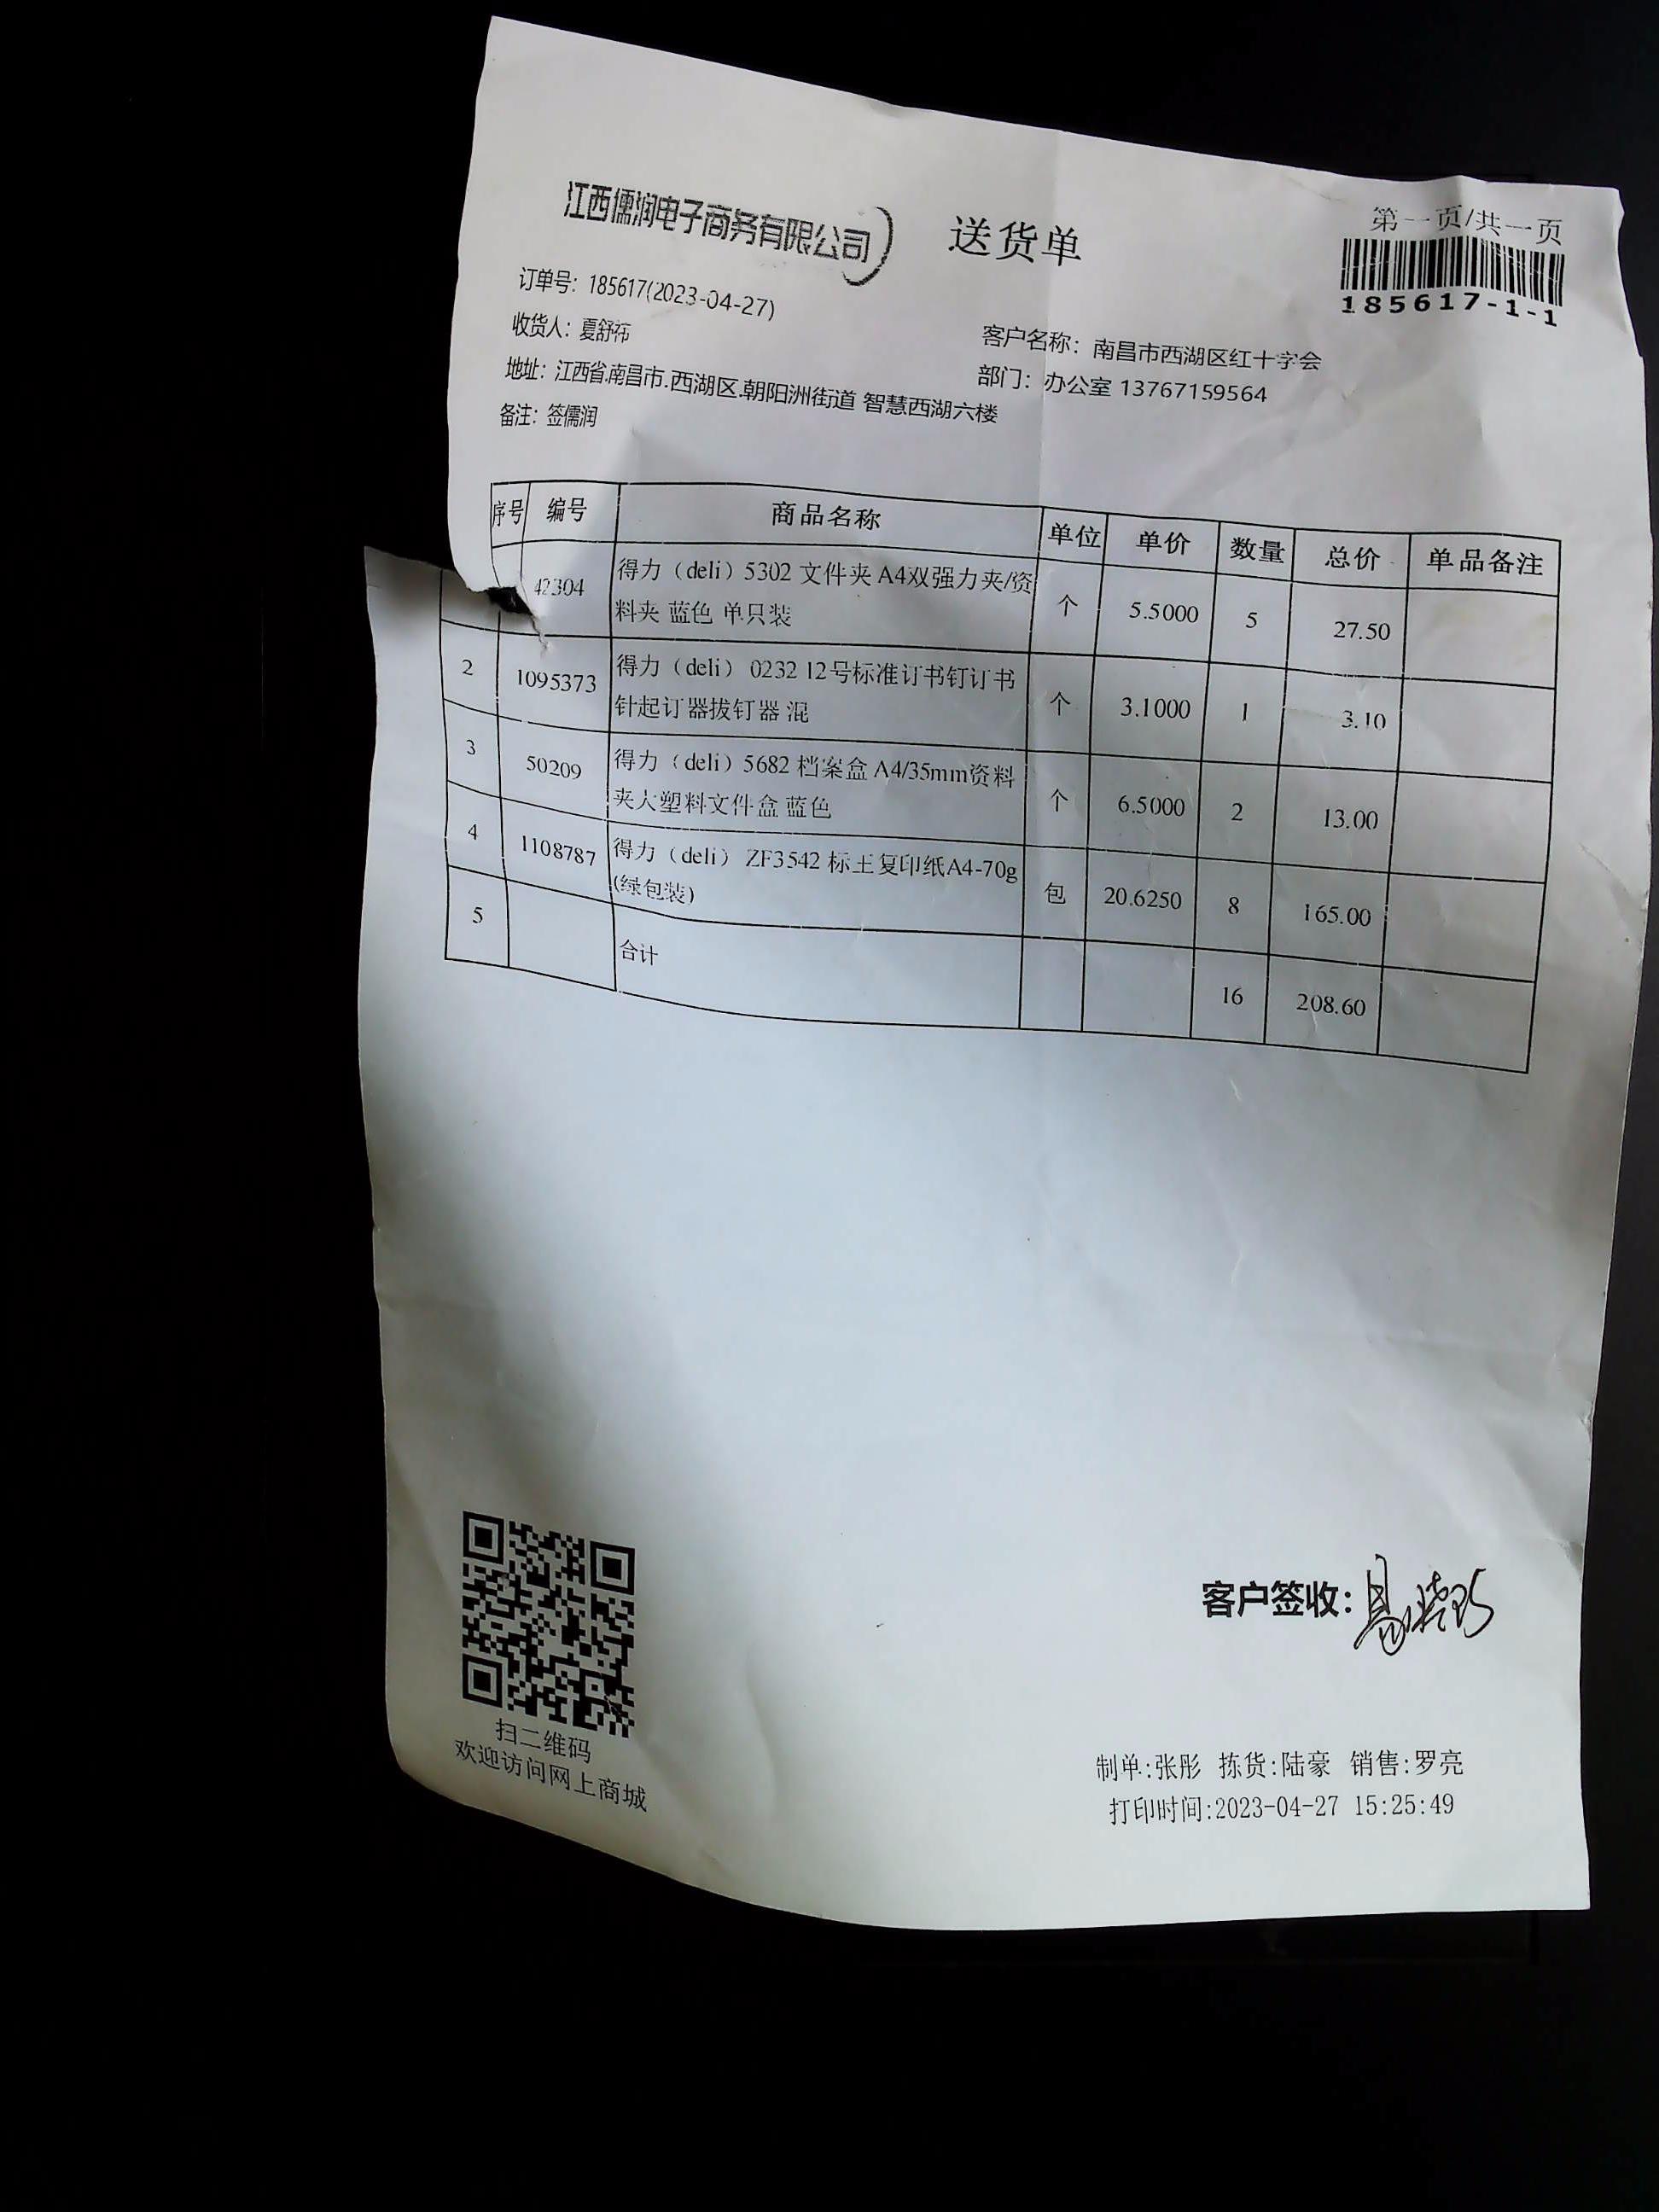 江西儒润电子商务有限公司
送货单
第一页/共一页
185617-1-1
订单号：185617(2023-04-27)
收货人：夏舒祎
客户名称：南昌市西湖区红十字会
地址：江西省.南昌市.西湖区.朝阳洲街道 智慧西湖六楼
部门：办公室 13767159564
备注：签儒润
序号 编号 商品名称 单位 单价 数量 总价 单品备注
42304 得力（deli）5302 文件夹 A4双强力夹/资 个 5.5000 5 27.50
料夹 蓝色 单只装
2 1095373 得力（deli） 0232 12号标准订书钉订书 个 3.1000 1 3.10
针起订器拔钉器 混
3 50209 得力（deli）5682 档案盒 A4/35mm资料 个 6.5000 2 13.00
夹大塑料文件盒 蓝色
4 1108787 得力（deli） ZF3542 标王复印纸A4-70g 包 20.6250 8 165.00
(绿包装)
5 合计 16 208.60
客户签收：
扫二维码
欢迎访问网上商城
制单:张彤 拣货:陆豪 销售:罗亮
打印时间:2023-04-27 15:25:49